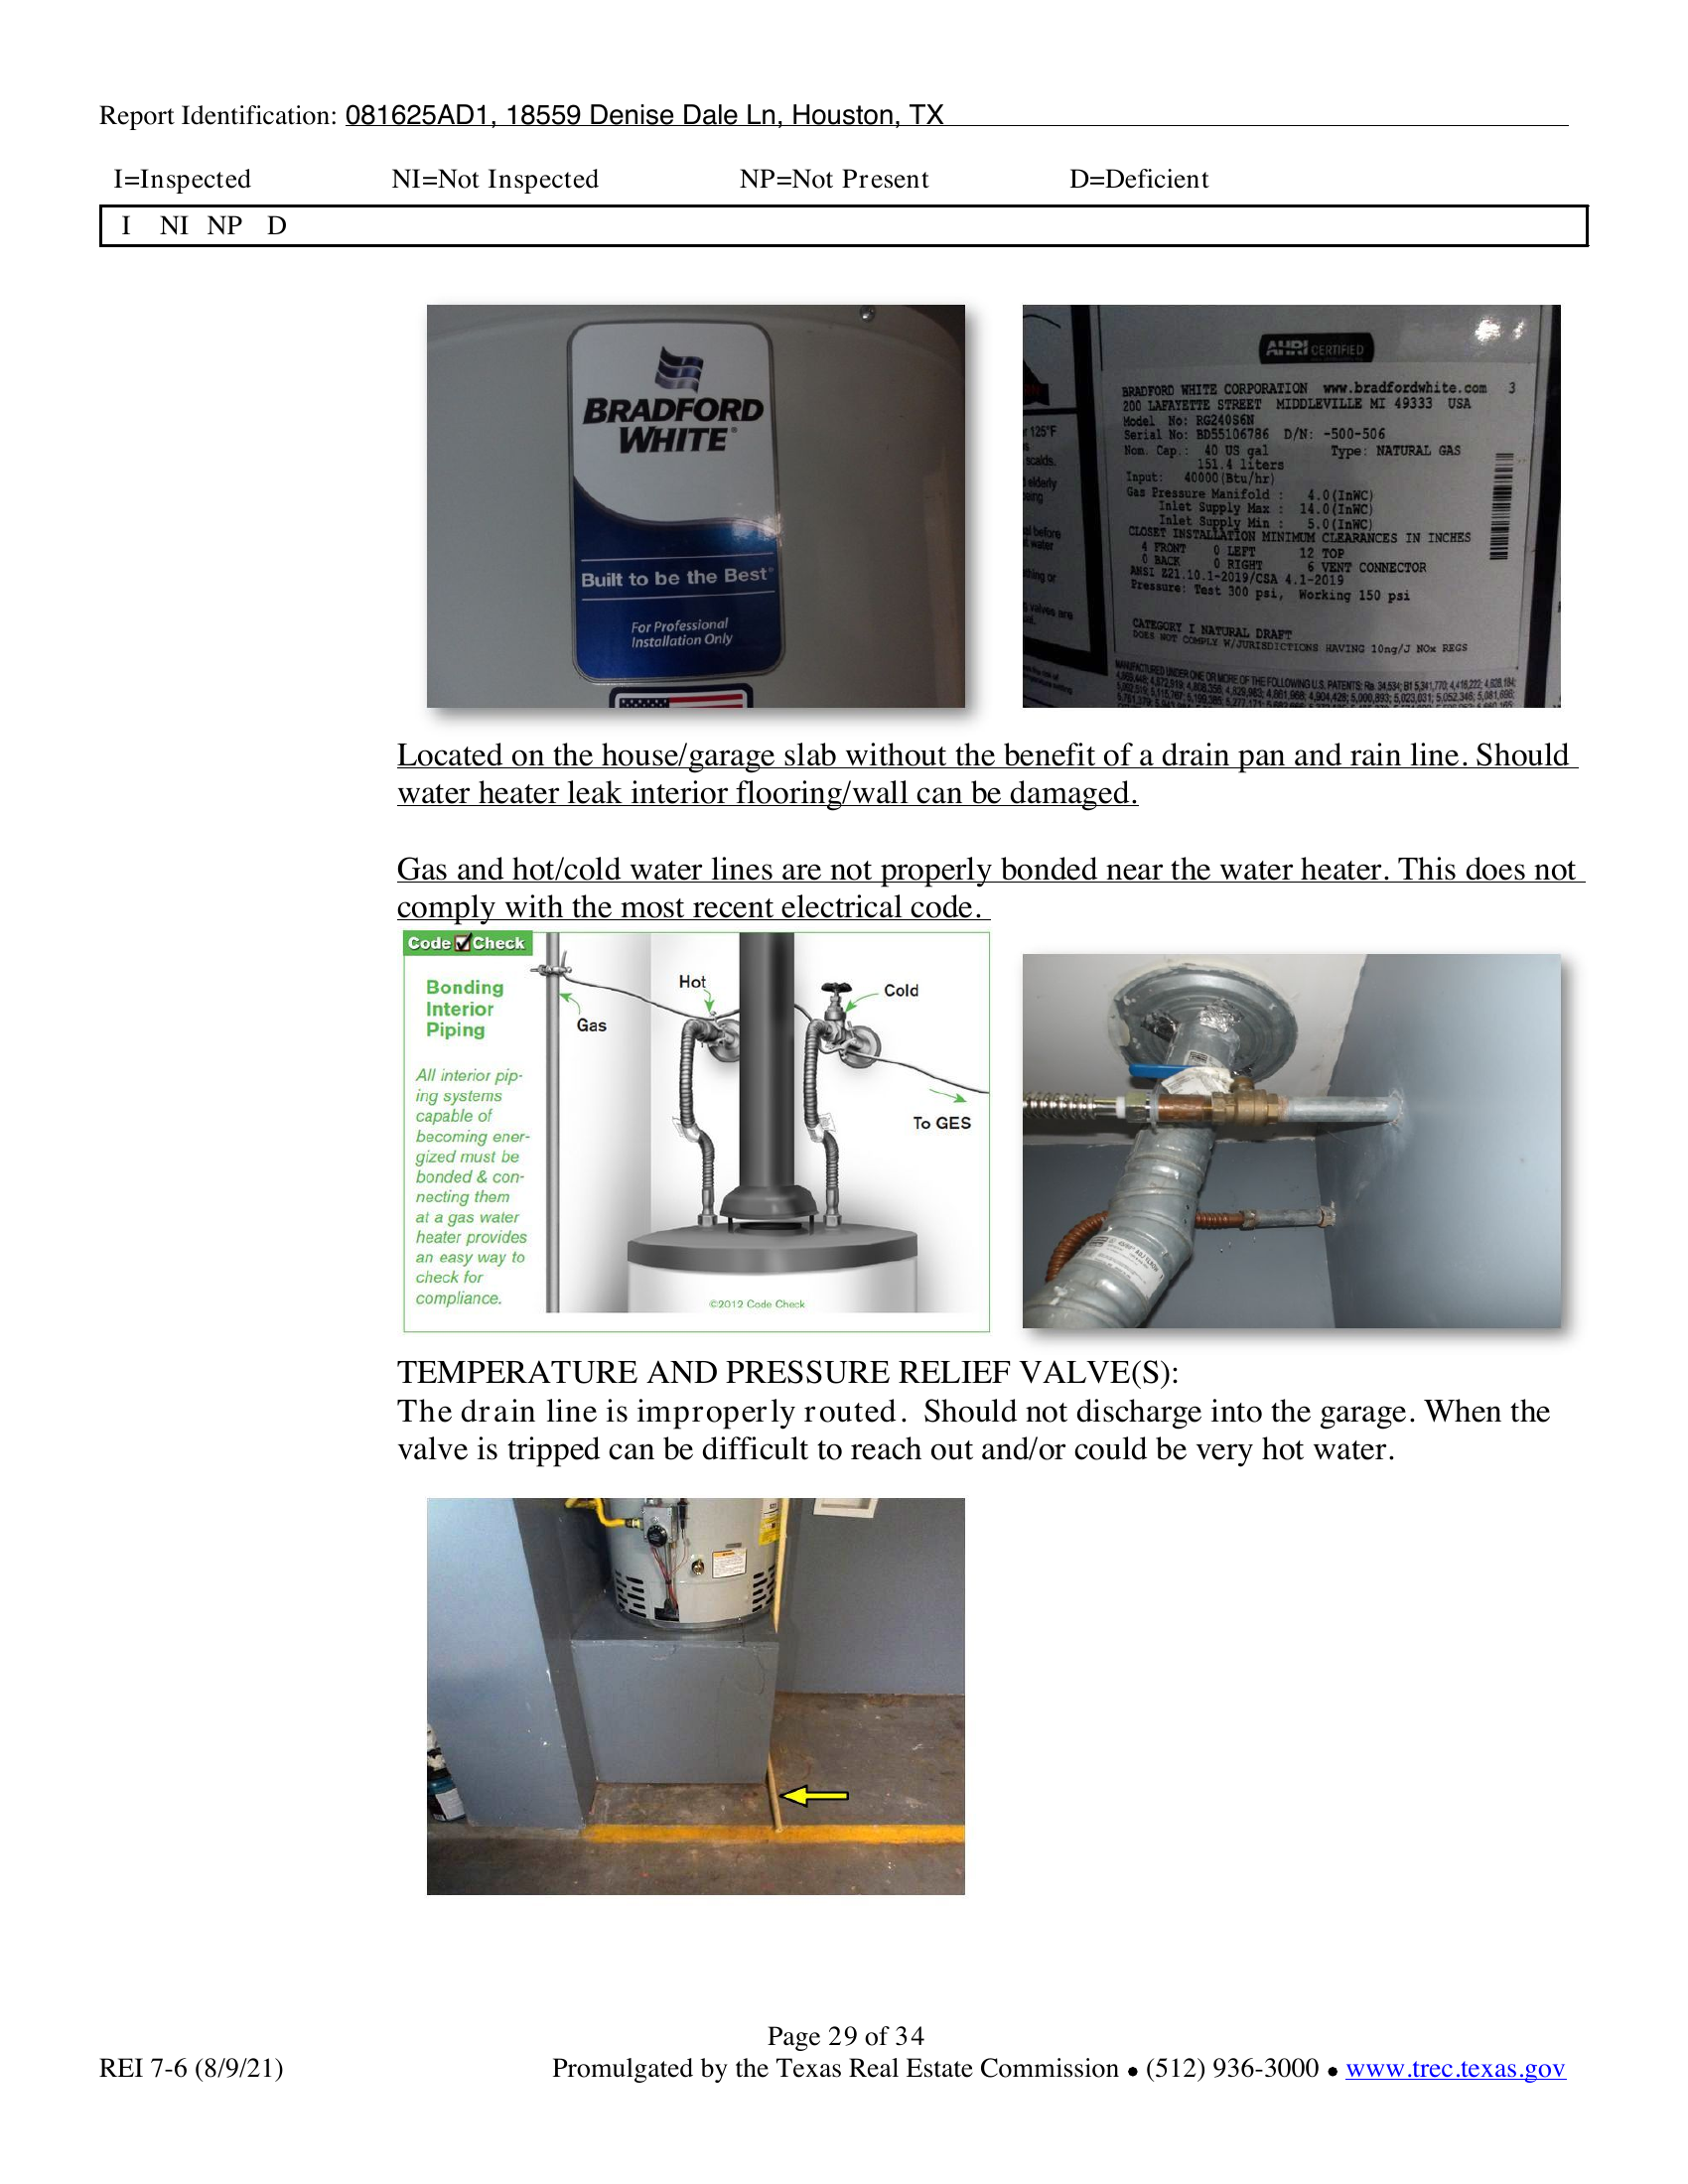 Report Identification: 081625AD1, 18559 Denise Dale Ln, Houston, TX
I=Inspected NI=Not Inspected NP=Not Present D=Deficient
I NI NP D
BRADFORD
WHITE®
Built to be the Best®
For Professional
Installation Only
AHRI CERTIFIED
BRADFORD WHITE CORPORATION www.bradfordwhite.com 3
200 LAFAYETTE STREET MIDDLEVILLE MI 49333 USA
Model No: RG240S6N
Serial No: BD55106786 D/N: -500-506
Nom. Cap.: 40 US gal Type: NATURAL GAS
151.4 liters
Input: 40000(Btu/hr)
Gas Pressure Manifold : 4.0(InWC)
Inlet Supply Max : 14.0(InWC)
Inlet Supply Min : 5.0(InWC)
CLOSET INSTALLATION MINIMUM CLEARANCES IN INCHES
4 FRONT 0 LEFT 12 TOP
0 BACK 0 RIGHT 6 VENT CONNECTOR
ANSI Z21.10.1-2019/CSA 4.1-2019
Pressure: Test 300 psi, Working 150 psi
CATEGORY I NATURAL DRAFT
DOES NOT COMPLY W/JURISDICTIONS HAVING 10ng/J NOx REGS
MANUFACTURED UNDER ONE OR MORE OF THE FOLLOWING U.S. PATENTS:
125°F
scalds.
elderly
before
water
valves are
Located on the house/garage slab without the benefit of a drain pan and rain line. Should
water heater leak interior flooring/wall can be damaged.
Gas and hot/cold water lines are not properly bonded near the water heater. This does not
comply with the most recent electrical code.
Code Check
Bonding
Interior
Piping
All interior pip-
ing systems
capable of
becoming ener-
gized must be
bonded & con-
necting them
at a gas water
heater provides
an easy way to
check for
compliance.
Gas
Hot
Cold
To GES
©2012 Code Check
TEMPERATURE AND PRESSURE RELIEF VALVE(S):
The drain line is improperly routed. Should not discharge into the garage. When the
valve is tripped can be difficult to reach out and/or could be very hot water.
Page 29 of 34
REI 7-6 (8/9/21) Promulgated by the Texas Real Estate Commission ● (512) 936-3000 ● www.trec.texas.gov